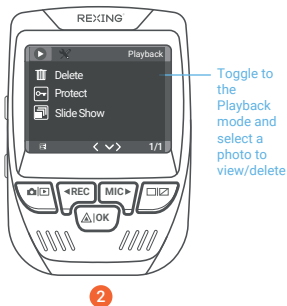 REXING
Playback
Delete
Protect
Slide Show
1/1
REC
MIC
OK
Toggle to
the
Playback
mode and
select a
photo to
view/delete
2